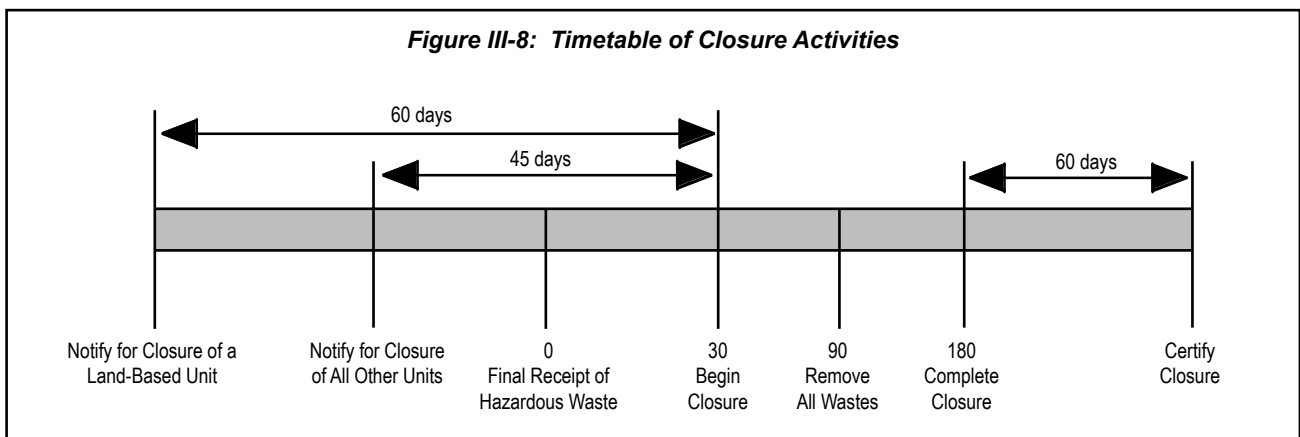 Figure III-8: Timetable of Closure Activities
60 days
45 days
60 days
Notify for Closure of a
Land-Based Unit
Notify for Closure
of All Other Units
0
Final Receipt of
Hazardous Waste
30
Begin
Closure
90
Remove
All Wastes
180
Complete
Closure
Certify
Closure